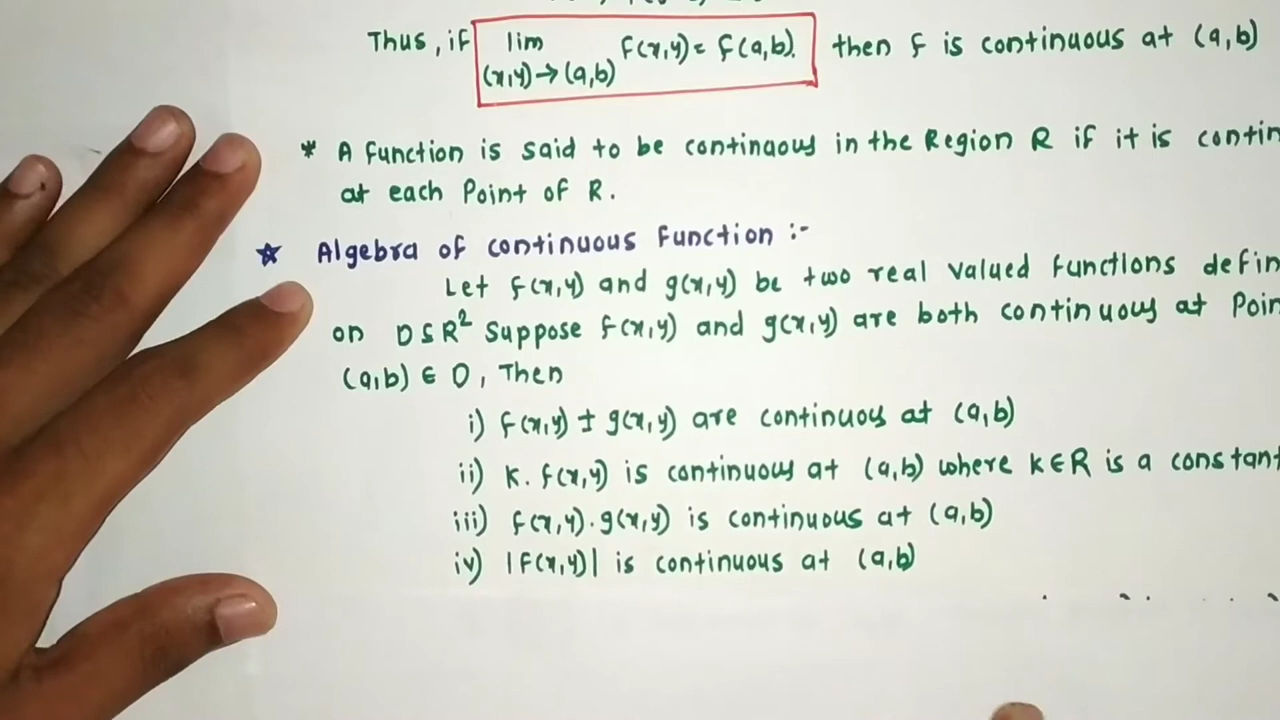 Thus, if lim f(x,y) = f(a,b). then f is continuous at (a,b)
(x,y)→(a,b)
* A function is said to be continuous in the Region R if it is contin
at each Point of R.
☆ Algebra of continuous Function :-
Let f(x,y) and g(x,y) be two real valued functions defin
on D⊆R² Suppose f(x,y) and g(x,y) are both continuous at Poin
(a,b) ∈ D, Then
i) f(x,y) ± g(x,y) are continuous at (a,b)
ii) K. f(x,y) is continuous at (a,b) where K∈R is a constant
iii) f(x,y).g(x,y) is continuous at (a,b)
iv) |f(x,y)| is continuous at (a,b)